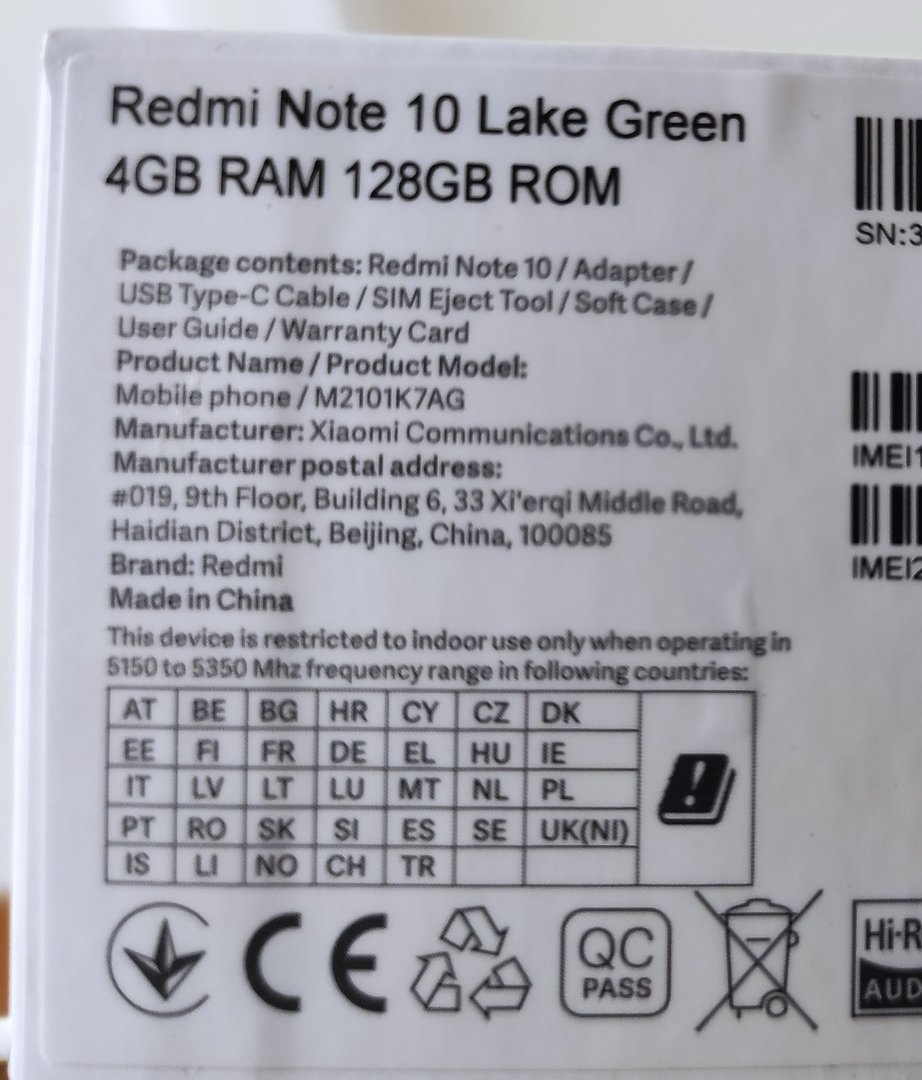 Redmi Note 10 Lake Green
4GB RAM 128GB ROM
SN:3
Package contents: Redmi Note 10 / Adapter /
USB Type-C Cable / SIM Eject Tool / Soft Case /
User Guide / Warranty Card
Product Name / Product Model:
Mobile phone / M2101K7AG
Manufacturer: Xiaomi Communications Co., Ltd.
IMEI1
Manufacturer postal address:
#019, 9th Floor, Building 6, 33 Xi'erqi Middle Road,
Haidian District, Beijing, China, 100085
IMEI2
Brand: Redmi
Made in China
This device is restricted to indoor use only when operating in
5150 to 5350 Mhz frequency range in following countries:
AT BE BG HR CY CZ DK
EE FI FR DE EL HU IE
IT LV LT LU MT NL PL
PT RO SK SI ES SE UK(NI)
IS LI NO CH TR
CE
QC
PASS
Hi-R
AUD